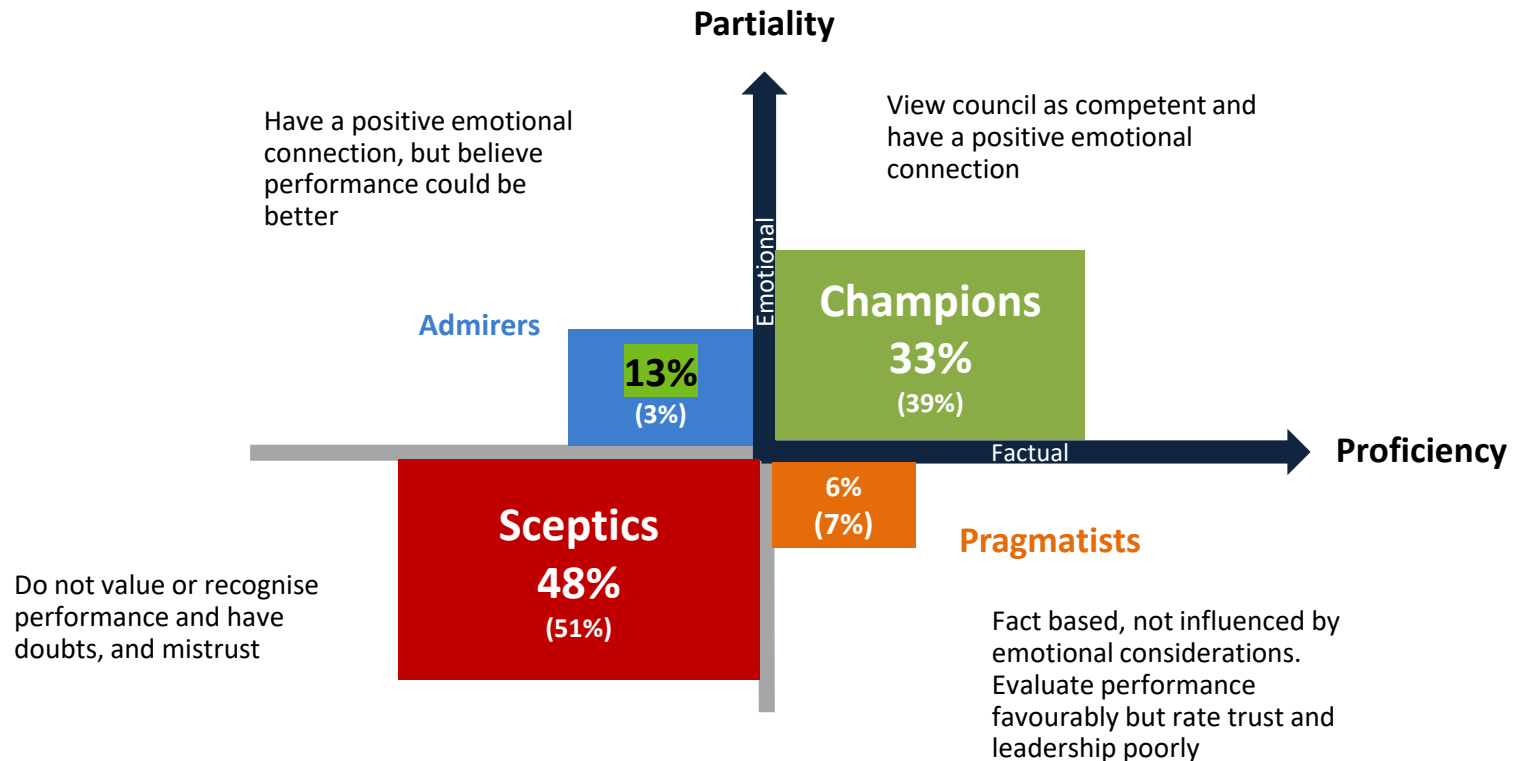 Partiality
Have a positive emotional
connection, but believe
performance could be
better
View council as competent and
have a positive emotional
connection
Emotional
Admirers
13%
(3%)
Champions
33%
(39%)
Factual
Proficiency
Sceptics
48%
(51%)
6%
(7%)
Pragmatists
Do not value or recognise
performance and have
doubts, and mistrust
Fact based, not influenced by
emotional considerations.
Evaluate performance
favourably but rate trust and
leadership poorly